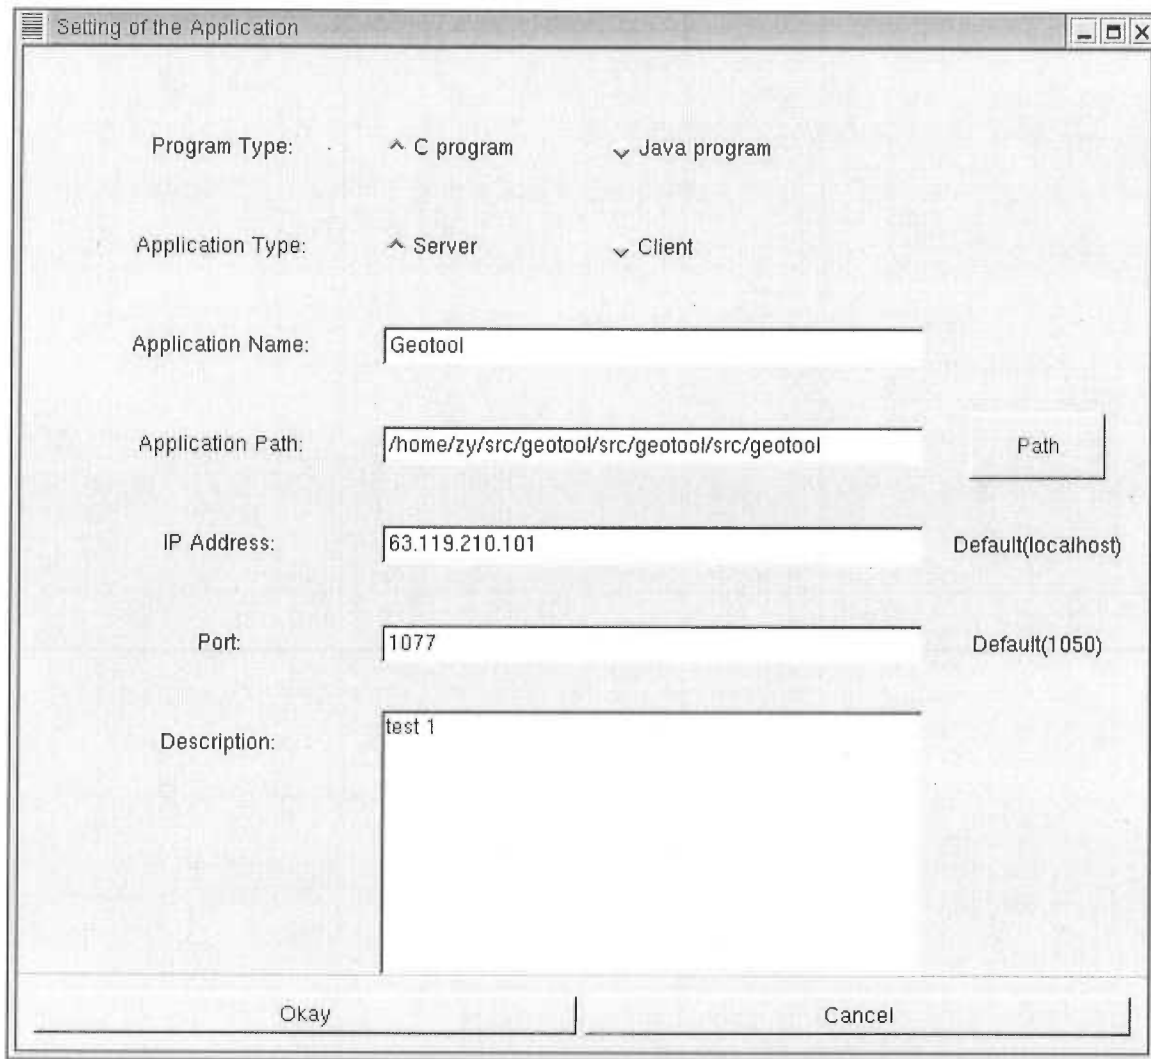 Setting of the Application
Program Type: C program Java program
Application Type: Server Client
Application Name: Geotool
Application Path: /home/zy/src/geotool/src/geotool/src/geotool Path
IP Address: 63.119.210.101 Default(localhost)
Port: 1077 Default(1050)
Description: test 1
Okay Cancel